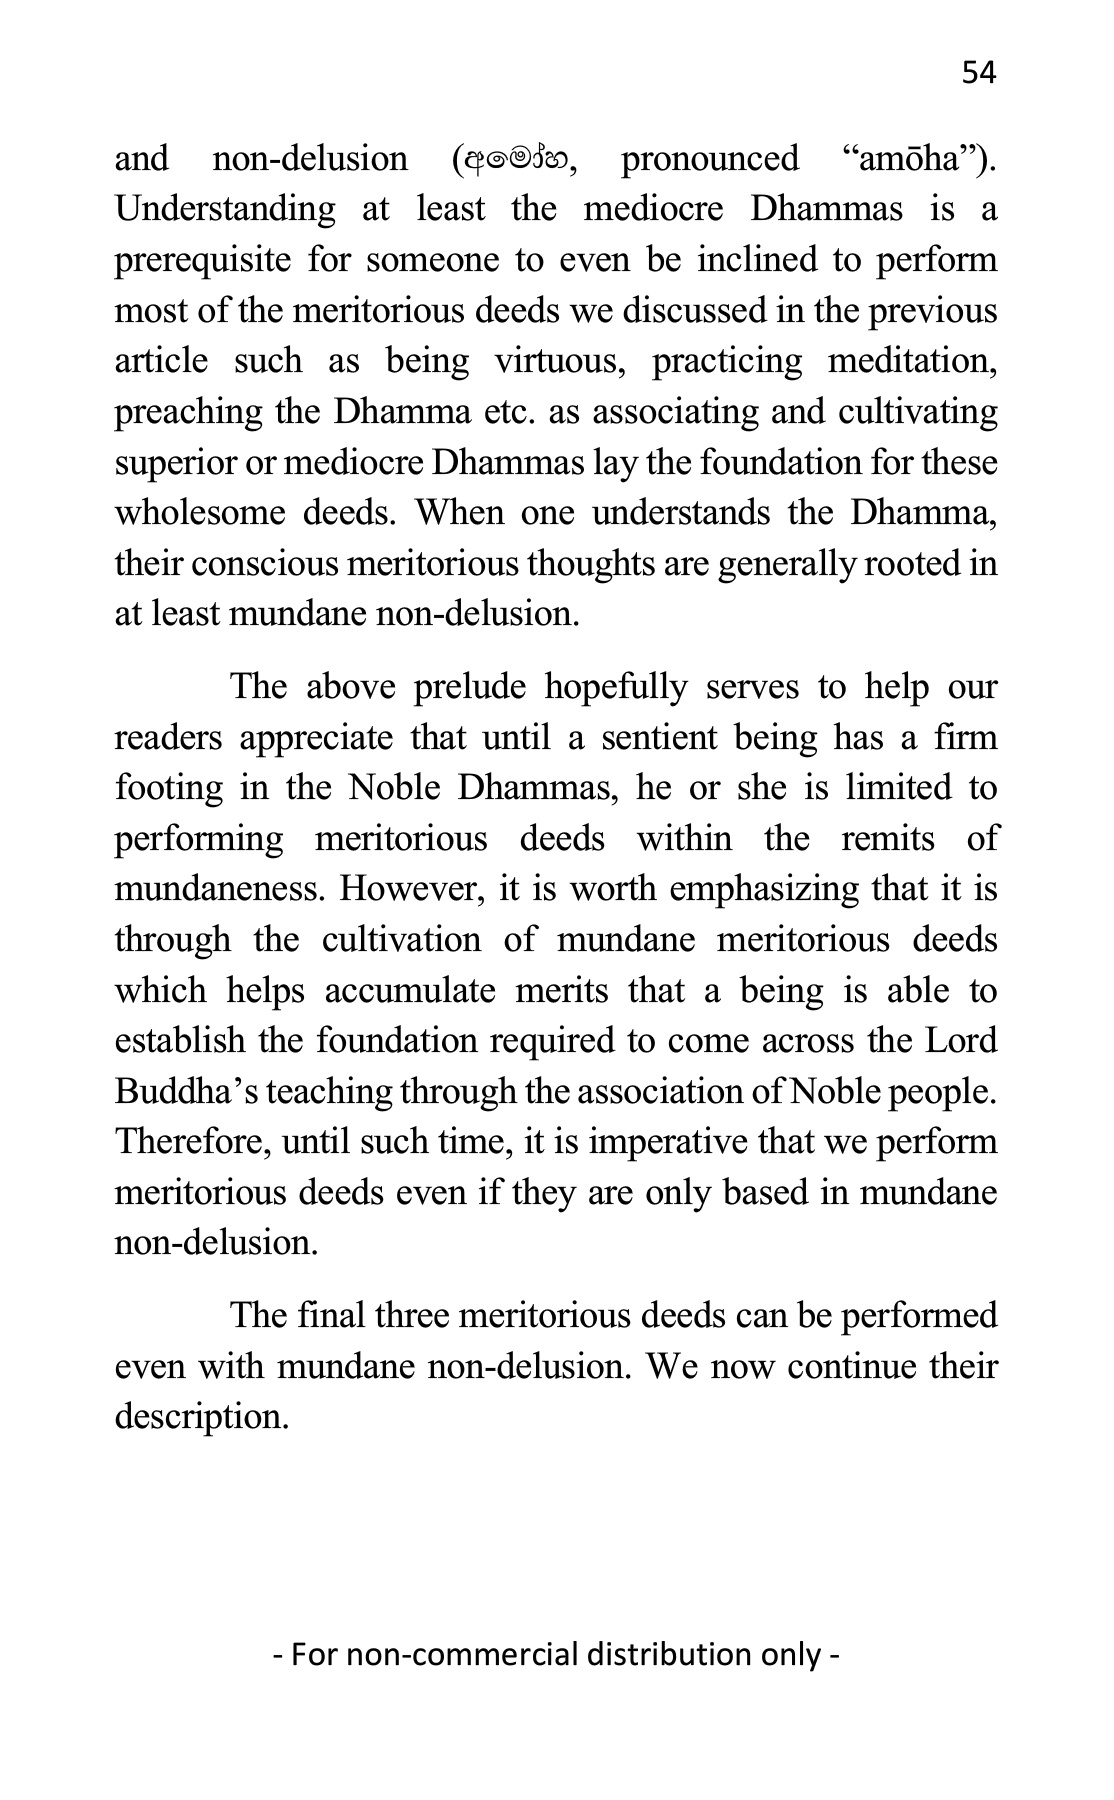 54
and non-delusion (අමෝහ, pronounced “amōha”).
Understanding at least the mediocre Dhammas is a
prerequisite for someone to even be inclined to perform
most of the meritorious deeds we discussed in the previous
article such as being virtuous, practicing meditation,
preaching the Dhamma etc. as associating and cultivating
superior or mediocre Dhammas lay the foundation for these
wholesome deeds. When one understands the Dhamma,
their conscious meritorious thoughts are generally rooted in
at least mundane non-delusion.
The above prelude hopefully serves to help our
readers appreciate that until a sentient being has a firm
footing in the Noble Dhammas, he or she is limited to
performing meritorious deeds within the remits of
mundaneness. However, it is worth emphasizing that it is
through the cultivation of mundane meritorious deeds
which helps accumulate merits that a being is able to
establish the foundation required to come across the Lord
Buddha’s teaching through the association of Noble people.
Therefore, until such time, it is imperative that we perform
meritorious deeds even if they are only based in mundane
non-delusion.
The final three meritorious deeds can be performed
even with mundane non-delusion. We now continue their
description.
- For non-commercial distribution only -